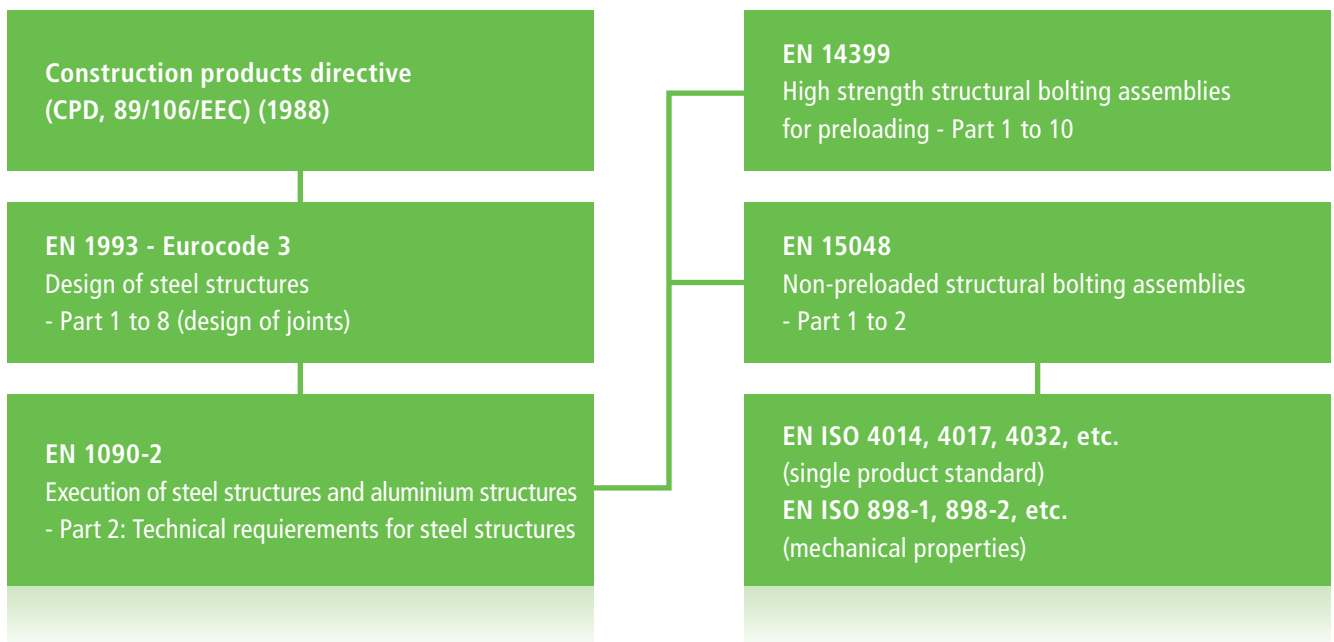 Construction products directive
(CPD, 89/106/EEC) (1988)
EN 1993 - Eurocode 3
Design of steel structures
- Part 1 to 8 (design of joints)
EN 1090-2
Execution of steel structures and aluminium structures
- Part 2: Technical requierements for steel structures
EN 14399
High strength structural bolting assemblies
for preloading - Part 1 to 10
EN 15048
Non-preloaded structural bolting assemblies
- Part 1 to 2
EN ISO 4014, 4017, 4032, etc.
(single product standard)
EN ISO 898-1, 898-2, etc.
(mechanical properties)